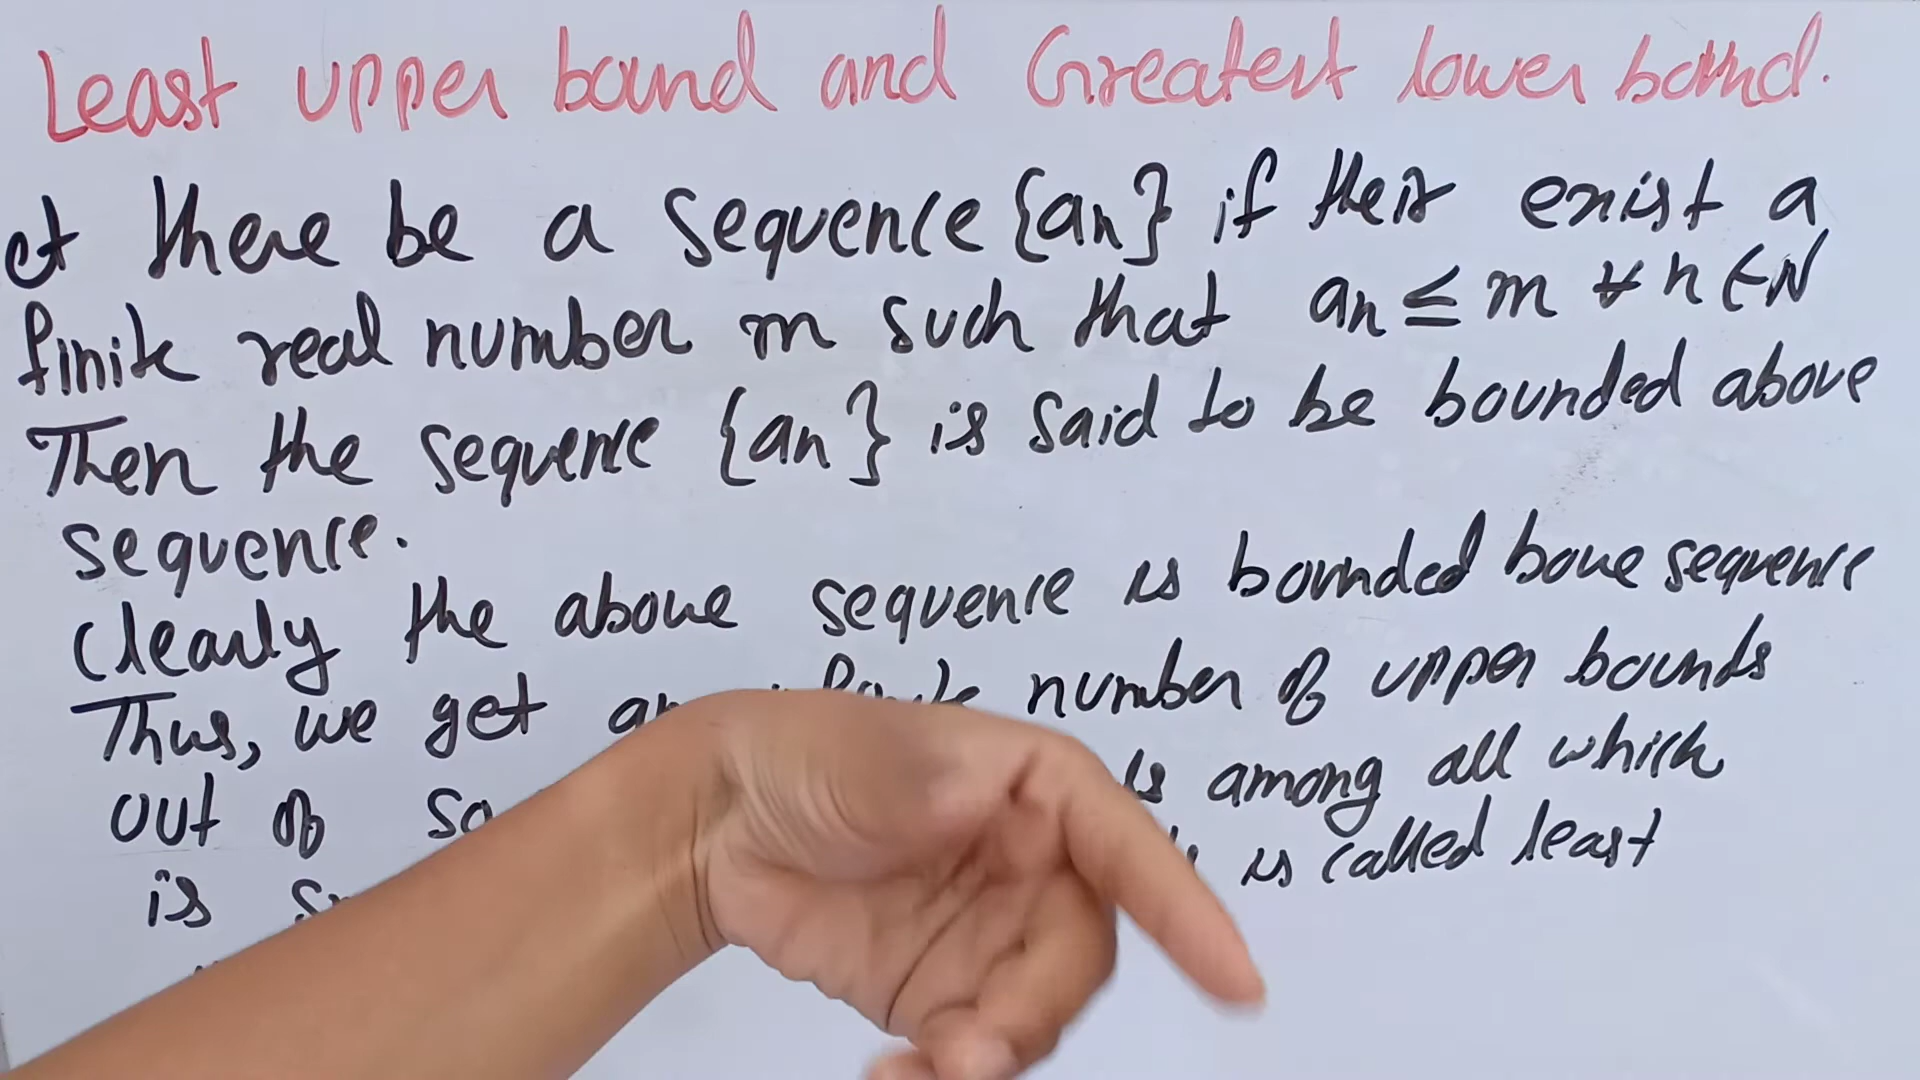 Least upper bound and Greatest lower bound.
et there be a sequence {an} if their exist a
finite real number m such that an ≤ m ∀ n ∈ N
Then the sequence {an} is said to be bounded above
sequence.
Clearly the above sequence is bounded bove sequence
Thus, we get number of upper bounds
out of among all which
is is called least